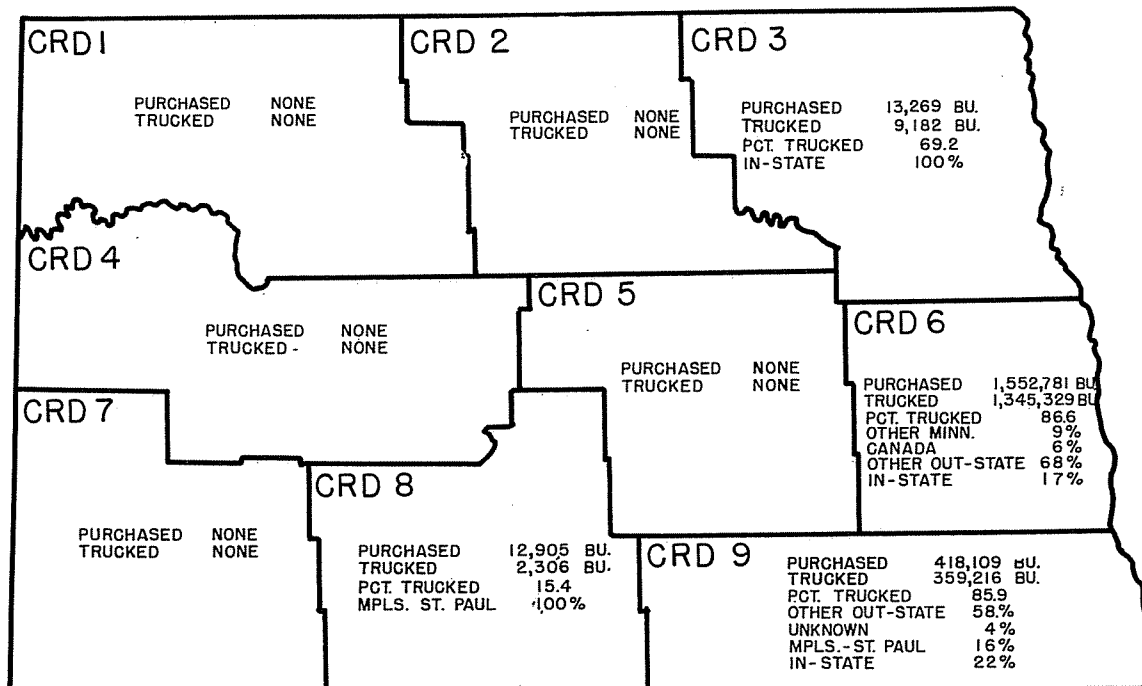 CRD 1
PURCHASED NONE
TRUCKED NONE
CRD 2
PURCHASED NONE
TRUCKED NONE
CRD 3
PURCHASED 13,269 BU.
TRUCKED 9,182 BU.
PCT. TRUCKED 69.2
IN-STATE 100%
CRD 4
PURCHASED NONE
TRUCKED- NONE
CRD 5
PURCHASED NONE
TRUCKED NONE
CRD 6
PURCHASED 1,552,781 BU
TRUCKED 1,345,329 BU
PCT. TRUCKED 86.6
OTHER MINN. 9%
CANADA 6%
OTHER OUT-STATE 68%
IN-STATE 17%
CRD 7
PURCHASED NONE
TRUCKED NONE
CRD 8
PURCHASED 12,905 BU.
TRUCKED 2,306 BU.
PCT. TRUCKED 15.4
MPLS. ST. PAUL 100%
CRD 9
PURCHASED 418,109 BU.
TRUCKED 359,216 BU.
PCT. TRUCKED 85.9
OTHER OUT-STATE 58%
UNKNOWN 4%
MPLS.-ST. PAUL 16%
IN-STATE 22%